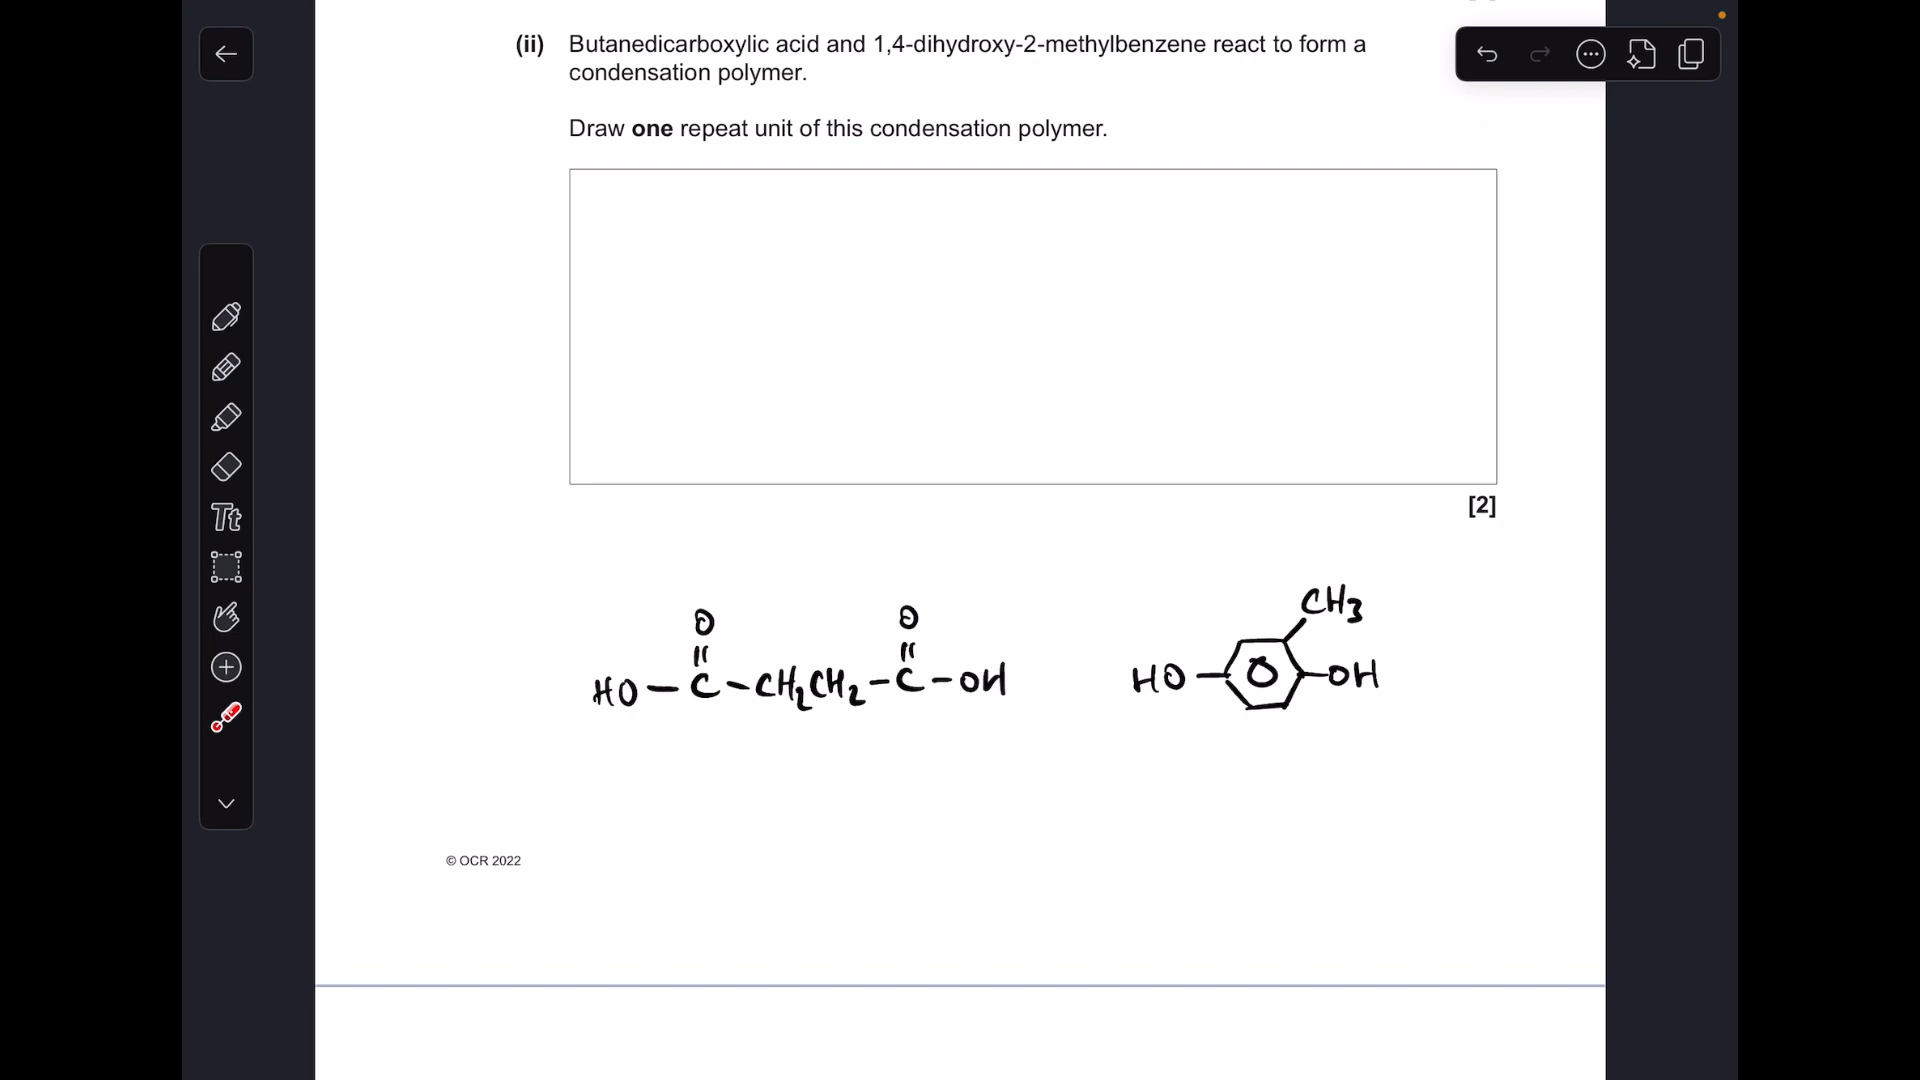 (ii) Butanedicarboxylic acid and 1,4-dihydroxy-2-methylbenzene react to form a
condensation polymer.
Draw one repeat unit of this condensation polymer.
Tt
[2]
O O CH3
|| ||
HO — C — CH2CH2 — C — OH HO — — OH
© OCR 2022